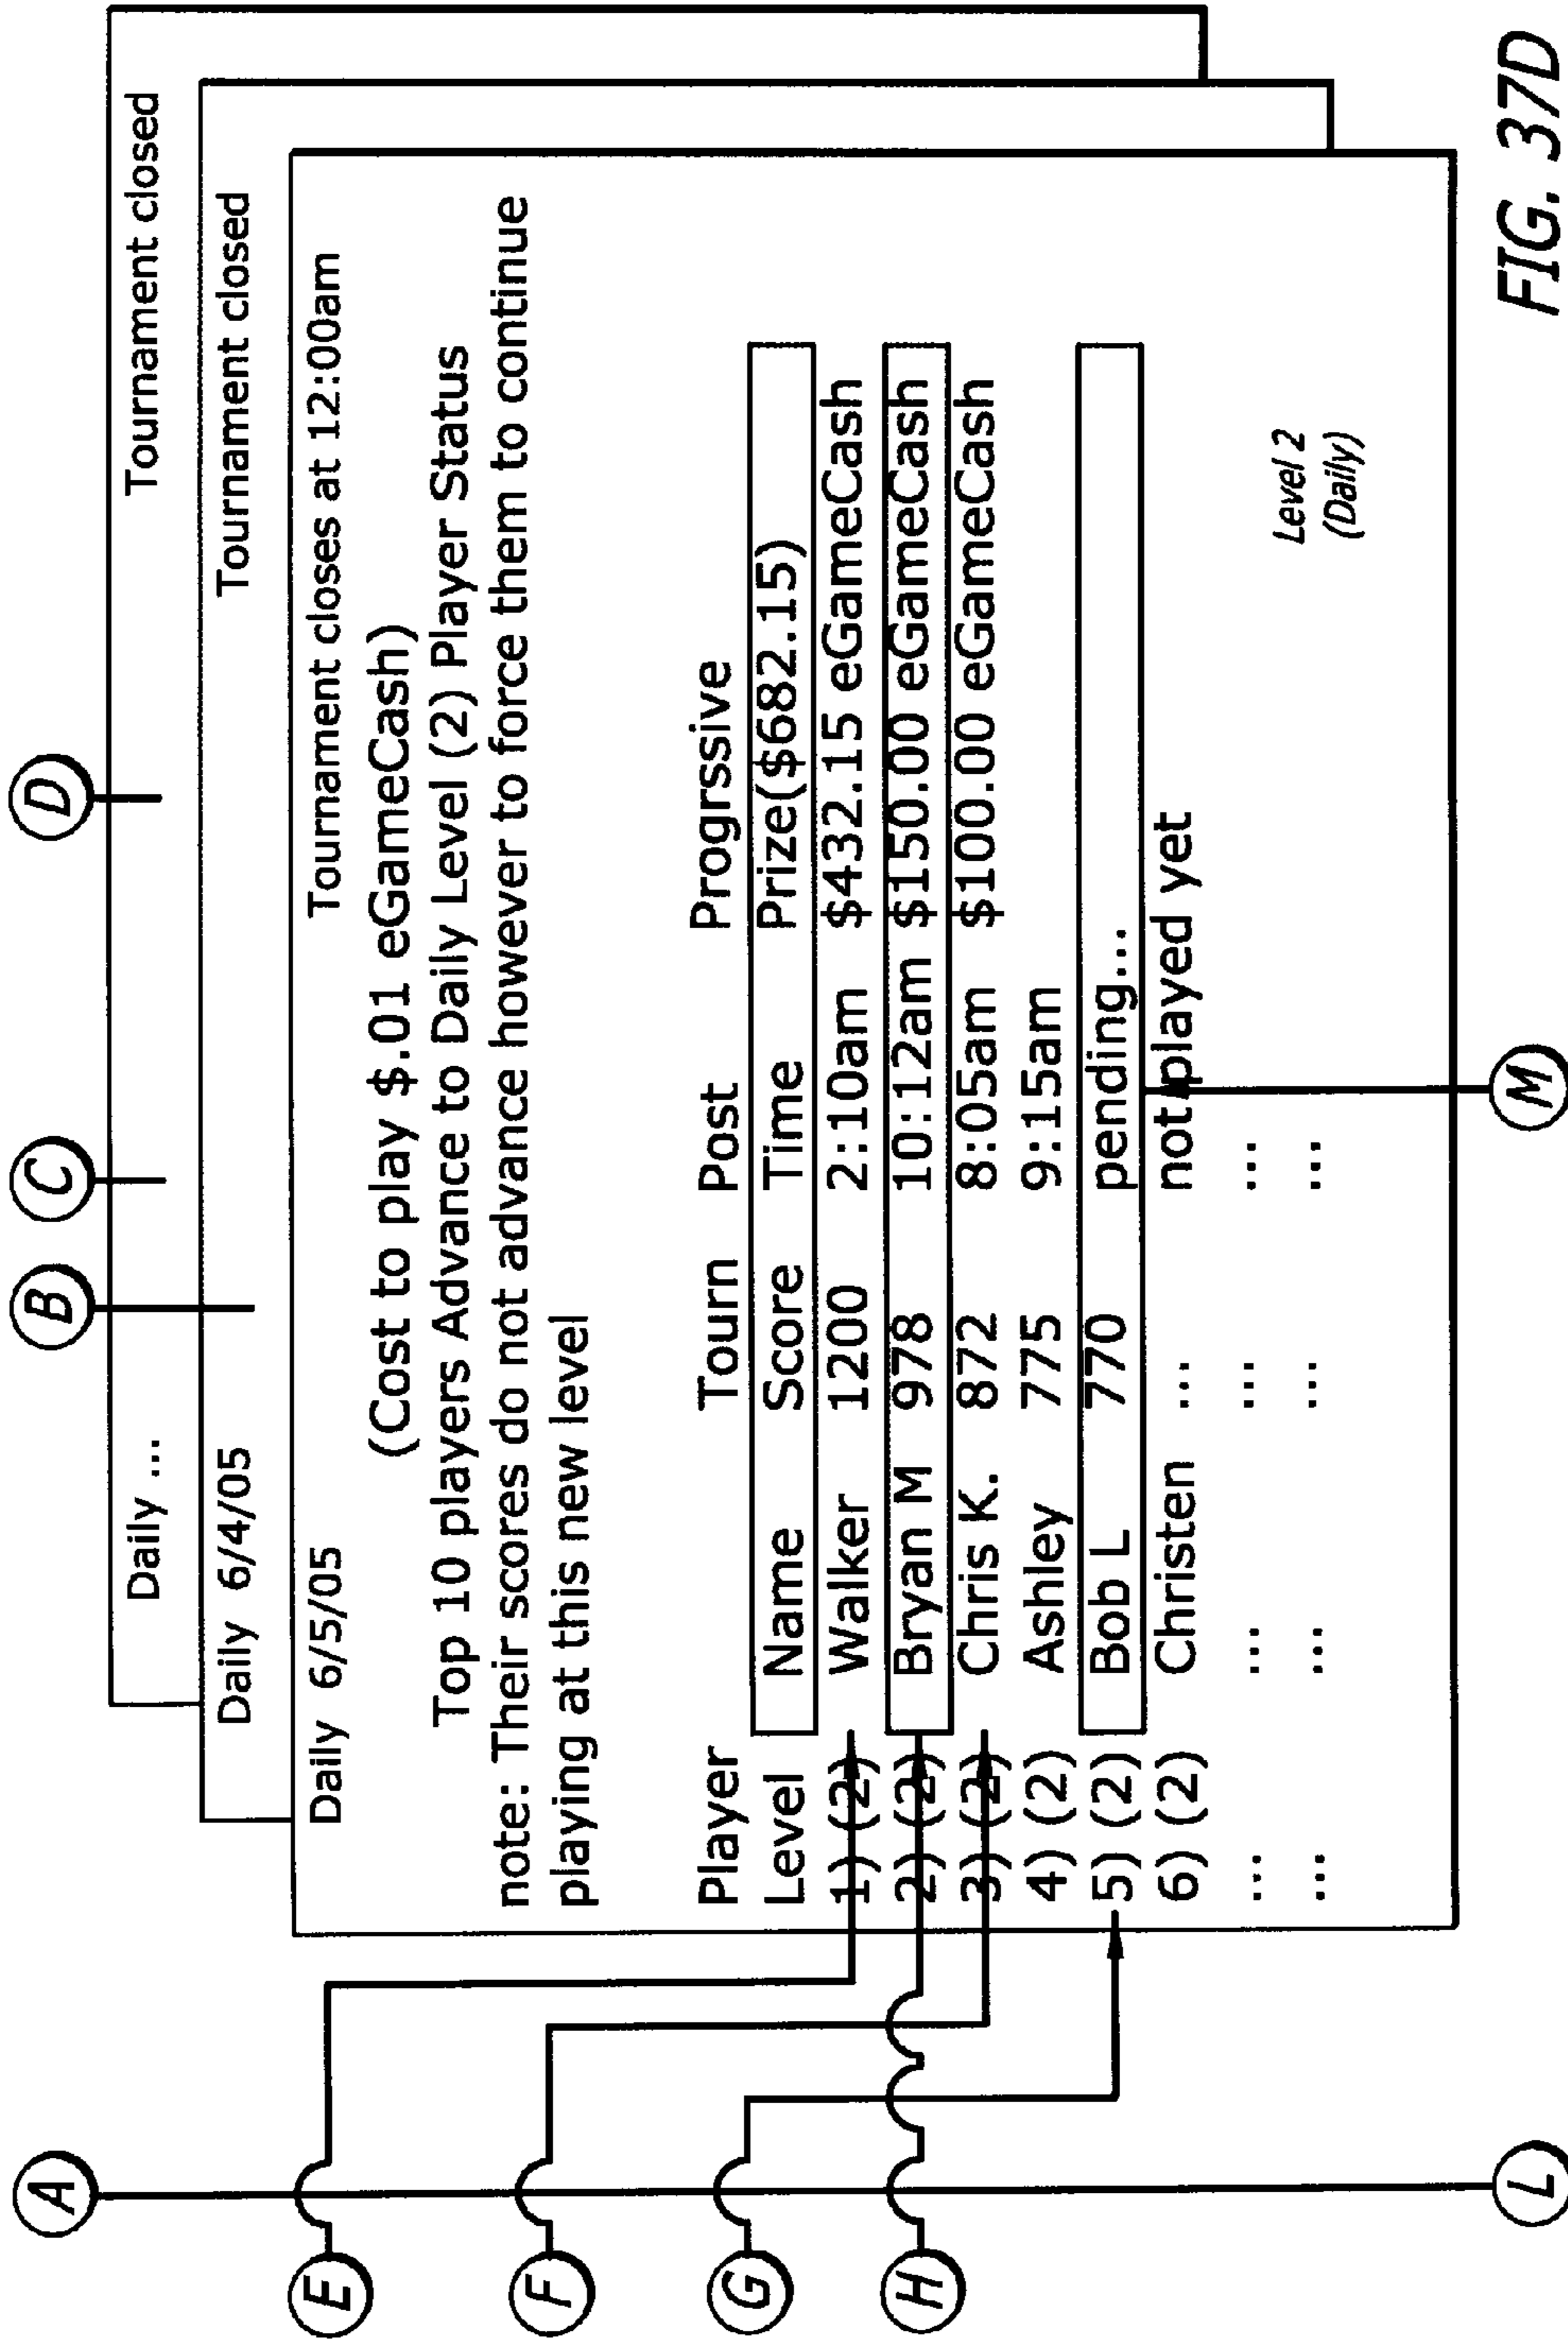 A
B
C
D
Daily ... Tournament closed
Daily 6/4/05 Tournament closed
Daily 6/5/05 Tournament closes at 12:00am
(Cost to play $.01 eGameCash)
Top 10 players Advance to Daily Level (2) Player Status
note: Their scores do not advance however to force them to continue
playing at this new level
Player Tourn Post Progrssive
Level Name Score Time Prize($682.15)
1) (2) Walker 1200 2:10am $432.15 eGameCash
2) (2) Bryan M 978 10:12am $150.00 eGameCash
3) (2) Chris K. 872 8:05am $100.00 eGameCash
4) (2) Ashley 775 9:15am
5) (2) Bob L 770 pending...
6) (2) Christen ... not played yet
... ... ... ...
... ... ... ...
Level 2
(Daily)
E
F
G
H
L
M
FIG. 37D